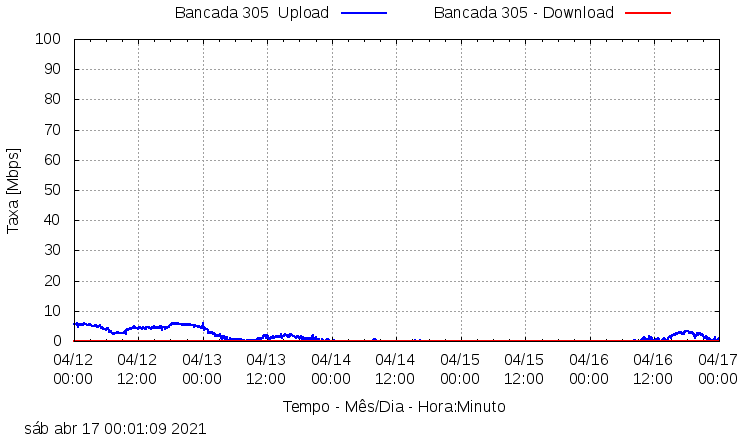 Bancada 305  Upload
Bancada 305 - Download
100
90
80
70
60
50
40
30
20
10
0
Taxa [Mbps]
04/12 04/12 04/13 04/13 04/14 04/14 04/15 04/15 04/16 04/16 04/17
00:00 12:00 00:00 12:00 00:00 12:00 00:00 12:00 00:00 12:00 00:00
Tempo - Mês/Dia - Hora:Minuto
sáb abr 17 00:01:09 2021